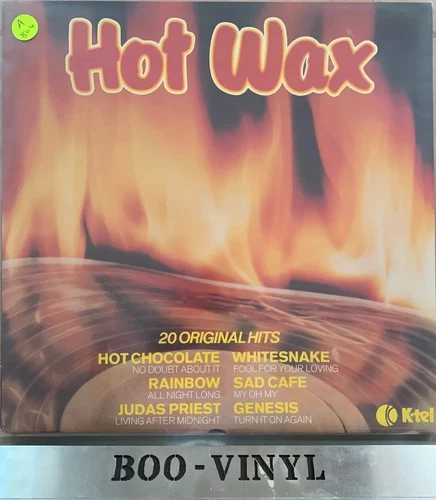 A
Hot Wax
20 ORIGINAL HITS
HOT CHOCOLATE WHITESNAKE
NO DOUBT ABOUT IT FOOL FOR YOUR LOVING
RAINBOW SAD CAFE
ALL NIGHT LONG MY OH MY
JUDAS PRIEST GENESIS
LIVING AFTER MIDNIGHT TURN IT ON AGAIN
K-tel
BOO-VINYL